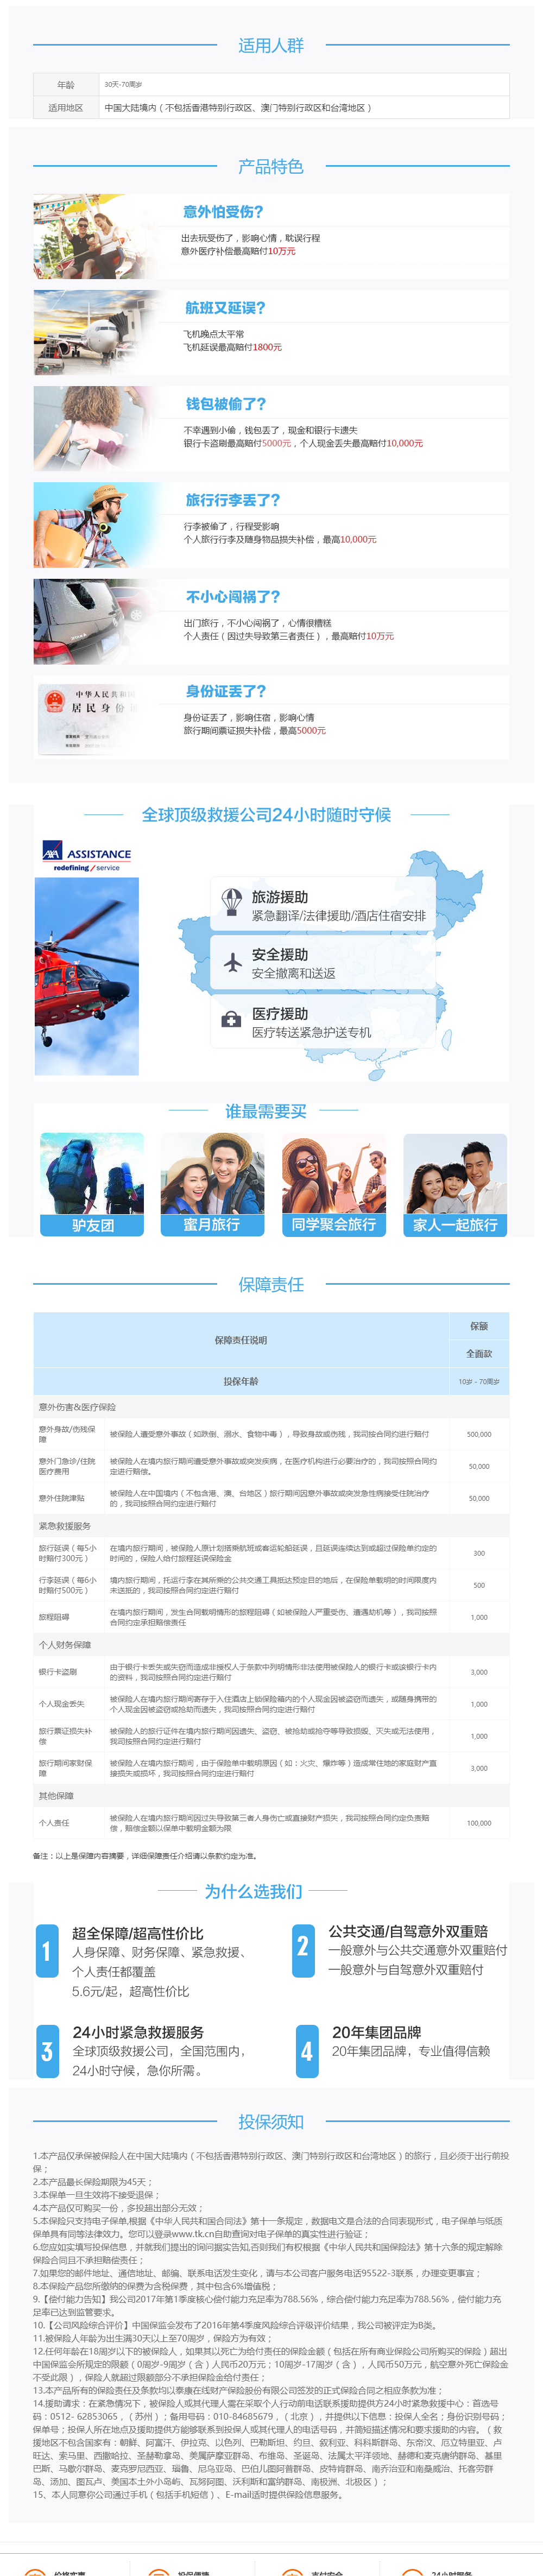 适用人群
年龄 30天-70周岁
适用地区 中国大陆境内（不包括香港特别行政区、澳门特别行政区和台湾地区）
产品特色
意外怕受伤？
出去玩受伤了，影响心情，耽误行程
意外医疗补偿最高赔付10万元
航班又延误？
飞机晚点太平常
飞机延误最高赔付1800元
钱包被偷了？
不幸遇到小偷，钱包丢了，现金和银行卡遗失
银行卡盗刷最高赔付5000元，个人现金丢失最高赔付10,000元
旅行行李丢了？
行李被偷了，行程受影响
个人旅行行李及随身物品损失补偿，最高10,000元
不小心闯祸了？
出门旅行，不小心闯祸了，心情很糟糕
个人责任（因过失导致第三者责任），最高赔付10万元
中华人民共和国
居民身份证
身份证丢了？
身份证丢了，影响住宿，影响心情
旅行期间票证损失补偿，最高5000元
全球顶级救援公司24小时随时守候
AXA ASSISTANCE
redefining / service
旅游援助
紧急翻译/法律援助/酒店住宿安排
安全援助
安全撤离和送返
医疗援助
医疗转送紧急护送专机
谁最需要买
驴友团 蜜月旅行 同学聚会旅行 家人一起旅行
保障责任
保障责任说明 保额
全面款
投保年龄 10岁 - 70周岁
意外伤害&医疗保险
意外身故/伤残保障 被保险人遭受意外事故（如跌倒、溺水、食物中毒），导致身故或伤残，我司按合同约进行赔付 500,000
意外门急诊/住院医疗费用 被保险人在境内旅行期间遭受意外事故或突发疾病，在医疗机构进行必要治疗的，我司按照合同约定进行赔偿。 50,000
意外住院津贴 被保险人在中国境内（不包含港、澳、台地区）旅行期间因意外事故或突发急性病接受住院治疗的，我司按照合同约定进行赔付 50,000
紧急救援服务
旅行延误（每5小时赔付300元） 在境内旅行期间，被保险人原计划搭乘航班或客运轮船延误，且延误连续达到或超过保险单约定的时间的，保险人给付旅程延误保险金 300
行李延误（每6小时赔付500元） 境内旅行期间，托运行李在其所乘的公共交通工具抵达预定目的地后，在保险单载明的时间限度内未送抵的，我司按照合同约定进行赔付 500
旅程阻碍 在境内旅行期间，发生合同载明情形的旅程阻碍（如被保险人严重受伤、遭遇劫机等），我司按照合同约定承担赔偿责任 1,000
个人财务保障
银行卡盗刷 由于银行卡丢失或失窃而造成非授权人于条款中列明情形非法使用被保险人的银行卡或该银行卡内的资料，我司按照合同约定进行赔付 3,000
个人现金丢失 被保险人在境内旅行期间寄存于入住酒店上锁保险箱内的个人现金因被盗窃而遗失，或随身携带的个人现金因被盗窃或抢劫而遗失，我司按照合同约定进行赔付 1,000
旅行票证损失补偿 被保险人的旅行证件在境内旅行期间因遗失、盗窃、被抢劫或抢夺等导致损毁、灭失或无法使用，我司按照合同约定进行赔付 1,000
旅行期间家财保障 被保险人在境内旅行期间，由于保险单中载明原因（如：火灾、爆炸等）造成常住地的家庭财产直接损失或损坏，我司按照合同约定进行赔付 3,000
其他保障
个人责任 被保险人在境内旅行期间因过失导致第三者人身伤亡或直接财产损失，我司按照合同约定负责赔偿，赔偿金额以保单中载明金额为限 100,000
备注：以上是保障内容摘要，详细保障责任介绍请以条款约定为准。
为什么选我们
1 超全保障/超高性价比
人身保障、财务保障、紧急救援、
个人责任都覆盖
5.6元/起，超高性价比
2 公共交通/自驾意外双重赔
一般意外与公共交通意外双重赔付
一般意外与自驾意外双重赔付
3 24小时紧急救援服务
全球顶级救援公司，全国范围内，
24小时守候，急你所需。
4 20年集团品牌
20年集团品牌，专业值得信赖
投保须知
1.本产品仅承保被保险人在中国大陆境内（不包括香港特别行政区、澳门特别行政区和台湾地区）的旅行，且必须于出行前投
保；
2.本产品最长保险期限为45天；
3.本保单一旦生效将不接受退保；
4.本产品仅可购买一份，多投超出部分无效；
5.本保险只支持电子保单,根据《中华人民共和国合同法》第十一条规定，数据电文是合法的合同表现形式，电子保单与纸质
保单具有同等法律效力。您可以登录www.tk.cn自助查询对电子保单的真实性进行验证；
6.您应如实填写投保信息，并就我们提出的询问据实告知,否则我们有权根据《中华人民共和国保险法》第十六条的规定解除
保险合同且不承担赔偿责任；
7.如果您的邮件地址、通信地址、邮编、联系电话发生变化，请与本公司客户服务电话95522-3联系，办理变更事宜；
8.本保险产品您所缴纳的保费为含税保费，其中包含6%增值税；
9.【偿付能力告知】我公司2017年第1季度核心偿付能力充足率为788.56%，综合偿付能力充足率为788.56%，偿付能力充
足率已达到监管要求。
10.【公司风险综合评价】中国保监会发布了2016年第4季度风险综合评级评价结果，我公司被评定为B类。
11.被保险人年龄为出生满30天以上至70周岁，保险方为有效；
12.任何年龄在18周岁以下的被保险人，如果其以死亡为给付责任的保险金额（包括在所有商业保险公司所购买的保险）超出
中国保监会所规定的限额（0周岁-9周岁（含）人民币20万元；10周岁-17周岁（含），人民币50万元，航空意外死亡保险金
不受此限），保险人就超过限额部分不承担保险金给付责任；
13.本产品所有的保险责任及条款均以泰康在线财产保险股份有限公司签发的正式保险合同之相应条款为准；
14.援助请求：在紧急情况下，被保险人或其代理人需在采取个人行动前电话联系援助提供方24小时紧急救援中心：首选号
码：0512- 62853065，（苏州）；备用号码：010-84685679，（北京），并提供以下信息：投保人全名；身份识别号码；
保单号；投保人所在地点及援助提供方能够联系到投保人或其代理人的电话号码，并简短描述情况和要求援助的内容。（救
援地区不包含国家有：朝鲜、阿富汗、伊拉克、以色列、巴勒斯坦、约旦、叙利亚、科科斯群岛、东帝汶、厄立特里亚、卢
旺达、索马里、西撒哈拉、圣赫勒拿岛、美属萨摩亚群岛、布维岛、圣诞岛、法属太平洋领地、赫德和麦克唐纳群岛、基里
巴斯、马歇尔群岛、麦克罗尼西亚、瑙鲁、尼乌亚岛、巴伯儿图阿普群岛、皮特肯群岛、南乔治亚和南桑威治、托客劳群
岛、汤加、图瓦卢、美国本土外小岛屿、瓦努阿图、沃利斯和富纳群岛、南极洲、北极区）；
15、本人同意你公司通过手机（包括手机短信）、E-mail适时提供保险信息服务。